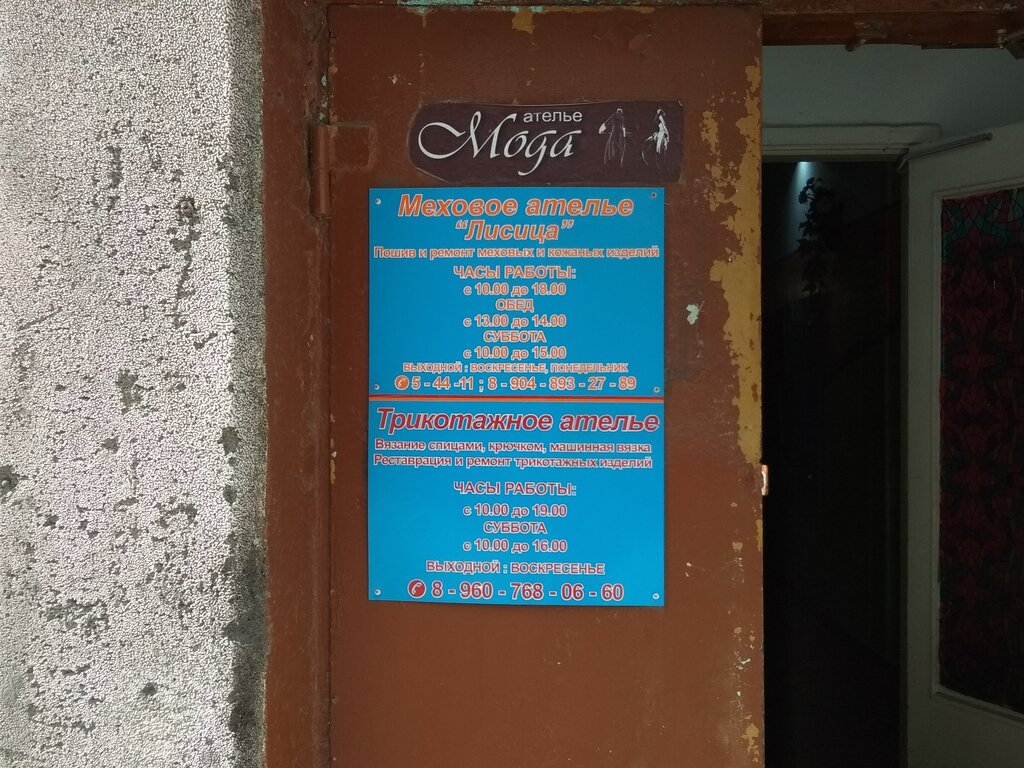 ателье
Мода
Меховое ателье
“Лисица”
Пошив и ремонт меховых и кожаных изделий
ЧАСЫ РАБОТЫ:
с 10.00 до 18.00
ОБЕД
с 13.00 до 14.00
СУББОТА
с 10.00 до 15.00
ВЫХОДНОЙ : ВОСКРЕСЕНЬЕ, ПОНЕДЕЛЬНИК
5 - 44 -11 ; 8 - 904 - 893 - 27 - 89
Трикотажное ателье
Вязание спицами, крючком, машинная вязка
Реставрация и ремонт трикотажных изделий
ЧАСЫ РАБОТЫ:
с 10.00 до 19.00
СУББОТА
с 10.00 до 16.00
ВЫХОДНОЙ : ВОСКРЕСЕНЬЕ
8 - 960 - 768 - 06 - 60